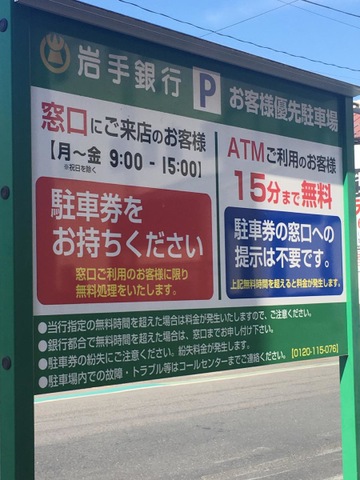 岩手銀行 P お客様優先駐車場
窓口にご来店のお客様
【月～金 9:00 - 15:00】
※祝日を除く
駐車券を
お持ちください
窓口ご利用のお客様に限り
無料処理をいたします。
ATMご利用のお客様
15分まで無料
駐車券の窓口への
提示は不要です。
上記無料時間を超えると料金が発生します。
●当行指定の無料時間を超えた場合は料金が発生いたしますので、ご注意ください。
●銀行都合で無料時間を超えた場合は、窓口までお申し付け下さい。
●駐車券の紛失にご注意ください。紛失料金が発生します。
●駐車場内での故障・トラブル等はコールセンターまでご連絡ください。【0120-115-076】